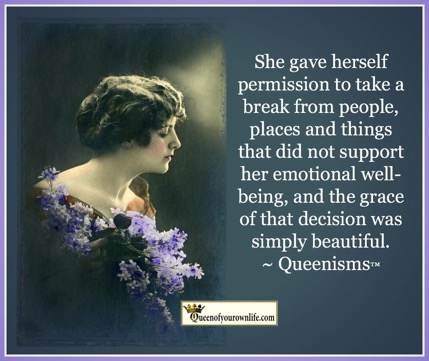 She gave herself
permission to take a
break from people,
places and things
that did not support
her emotional well-
being, and the grace
of that decision was
simply beautiful.
~ Queenisms™
Queenofyourownlife.com